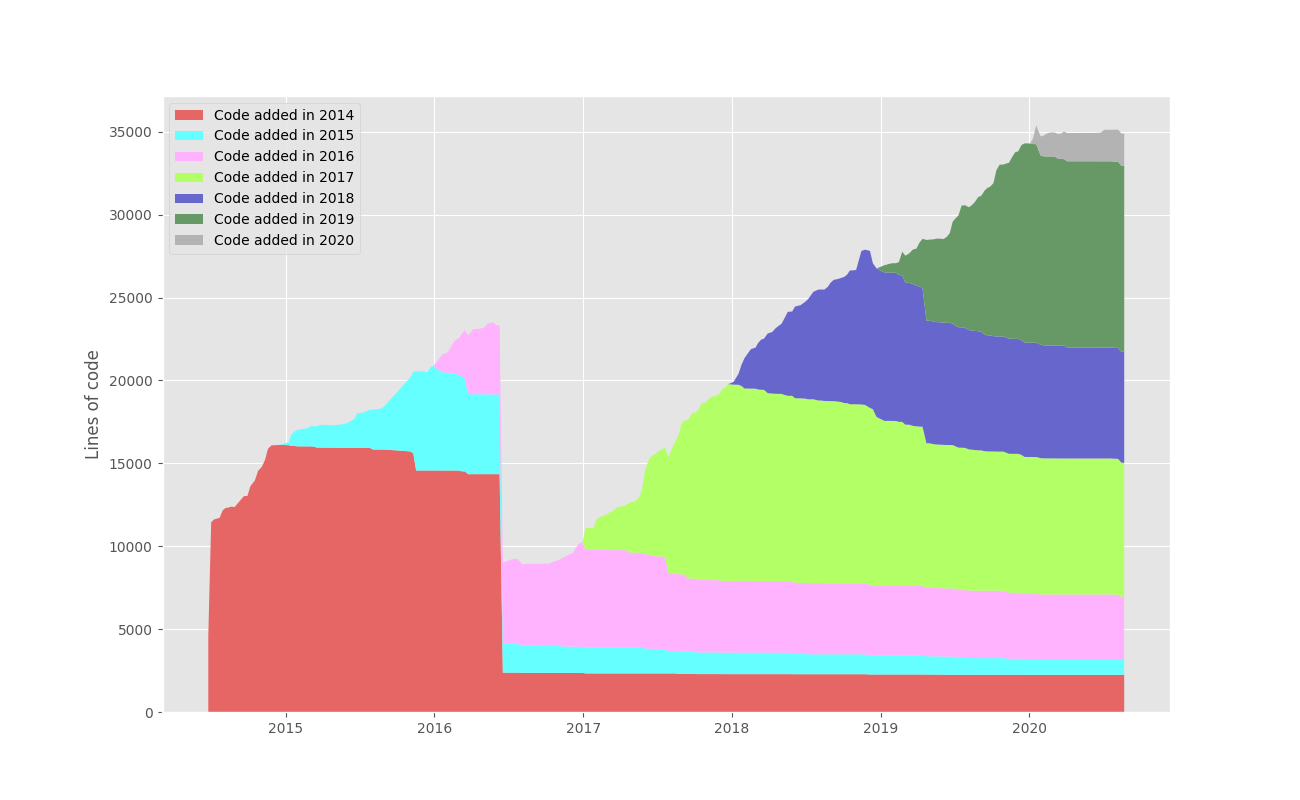 Code added in 2014
Code added in 2015
Code added in 2016
Code added in 2017
Code added in 2018
Code added in 2019
Code added in 2020
Lines of code
35000
30000
25000
20000
15000
10000
5000
0
2015 2016 2017 2018 2019 2020